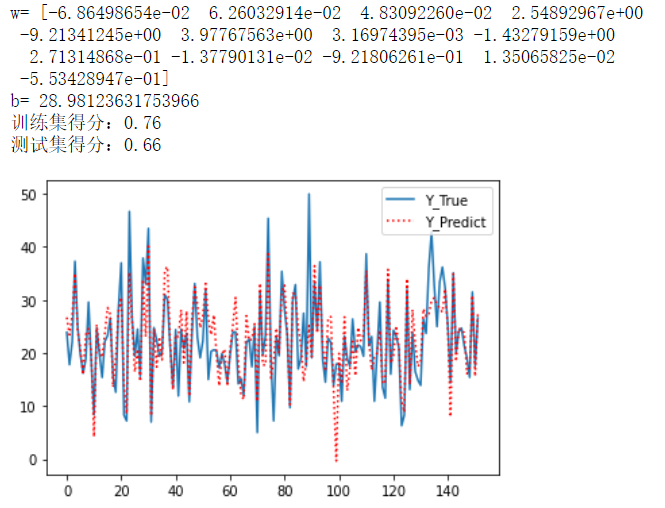 w= [-6.86498654e-02 6.26032914e-02 4.83092260e-02 2.54892967e+00
-9.21341245e+00 3.97767563e+00 3.16974395e-03 -1.43279159e+00
2.71314868e-01 -1.37790131e-02 -9.21806261e-01 1.35065825e-02
-5.53428947e-01]
b= 28.98123631753966
训练集得分：0.76
测试集得分：0.66
Y_True
Y_Predict
50
40
30
20
10
0
0 20 40 60 80 100 120 140